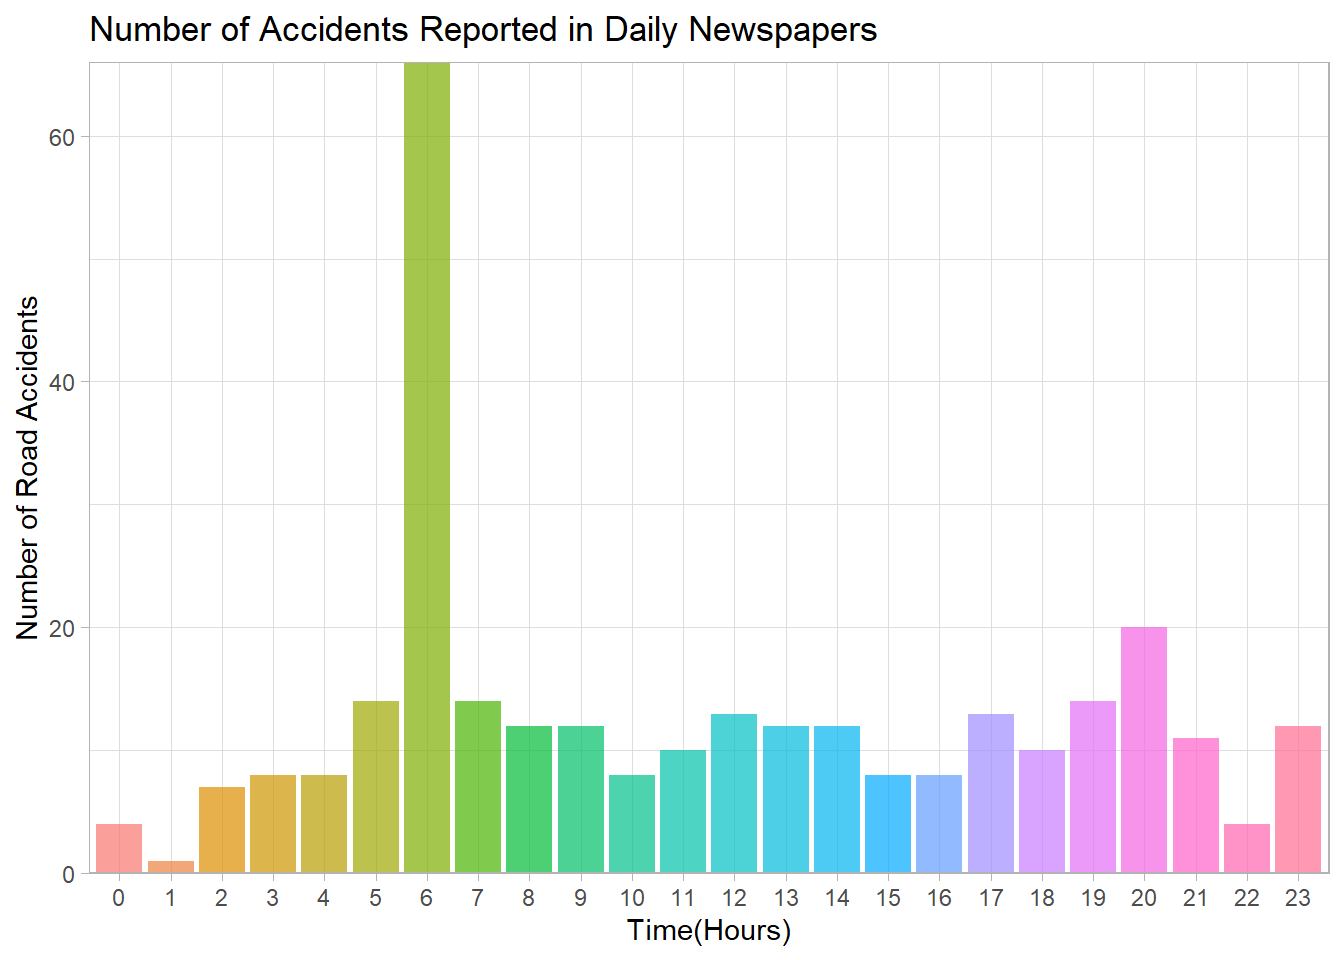 Number of Accidents Reported in Daily Newspapers
Number of Road Accidents
60
40
20
0
0 1 2 3 4 5 6 7 8 9 10 11 12 13 14 15 16 17 18 19 20 21 22 23
Time(Hours)